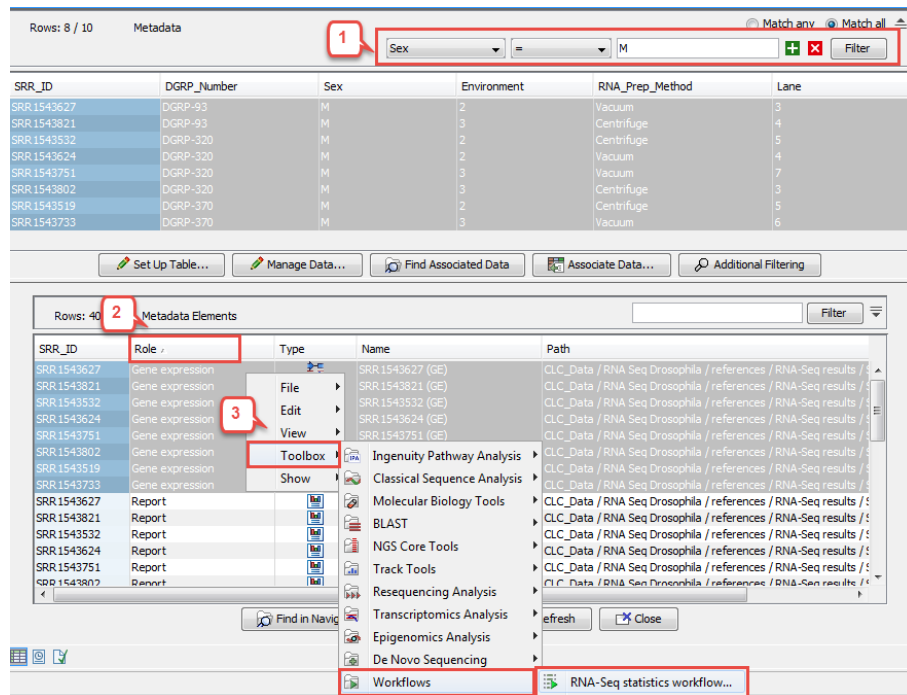 Rows: 8 / 10 Metadata Match any Match all
1
Sex = M Filter
SRR_ID DGRP_Number Sex Environment RNA_Prep_Method Lane
SRR1543627 DGRP-93 M 2 Vacuum 3
SRR1543821 DGRP-93 M 3 Centrifuge 4
SRR1543532 DGRP-320 M 2 Centrifuge 5
SRR1543624 DGRP-320 M 2 Vacuum 4
SRR1543751 DGRP-320 M 3 Vacuum 7
SRR1543802 DGRP-320 M 3 Centrifuge 3
SRR1543519 DGRP-370 M 2 Centrifuge 5
SRR1543733 DGRP-370 M 3 Vacuum 6
Set Up Table... Manage Data... Find Associated Data Associate Data... Additional Filtering
Rows: 40 2 Metadata Elements Filter
SRR_ID Role Type Name Path
SRR1543627 Gene expression SRR1543627 (GE) CLC_Data / RNA Seq Drosophila / references / RNA-Seq results /
SRR1543821 Gene expression File SRR1543821 (GE) CLC_Data / RNA Seq Drosophila / references / RNA-Seq results /
SRR1543532 Gene expression Edit SRR1543532 (GE) CLC_Data / RNA Seq Drosophila / references / RNA-Seq results /
SRR1543624 Gene expression 3 SRR1543624 (GE) CLC_Data / RNA Seq Drosophila / references / RNA-Seq results /
SRR1543751 Gene expression View SRR1543751 (GE) CLC_Data / RNA Seq Drosophila / references / RNA-Seq results /
SRR1543802 Gene expression Toolbox Ingenuity Pathway Analysis CLC_Data / RNA Seq Drosophila / references / RNA-Seq results /
SRR1543519 Gene expression Show Classical Sequence Analysis CLC_Data / RNA Seq Drosophila / references / RNA-Seq results /
SRR1543733 Gene expression CLC_Data / RNA Seq Drosophila / references / RNA-Seq results /
SRR1543627 Report Molecular Biology Tools CLC_Data / RNA Seq Drosophila / references / RNA-Seq results /
SRR1543821 Report BLAST CLC_Data / RNA Seq Drosophila / references / RNA-Seq results /
SRR1543532 Report NGS Core Tools CLC_Data / RNA Seq Drosophila / references / RNA-Seq results /
SRR1543624 Report CLC_Data / RNA Seq Drosophila / references / RNA-Seq results /
SRR1543751 Report Track Tools CLC_Data / RNA Seq Drosophila / references / RNA-Seq results /
SRR1543802 Report Resequencing Analysis CLC_Data / RNA Seq Drosophila / references / RNA-Seq results /
Find in Transcriptomics Analysis Close
Epigenomics Analysis
De Novo Sequencing
Workflows RNA-Seq statistics workflow...